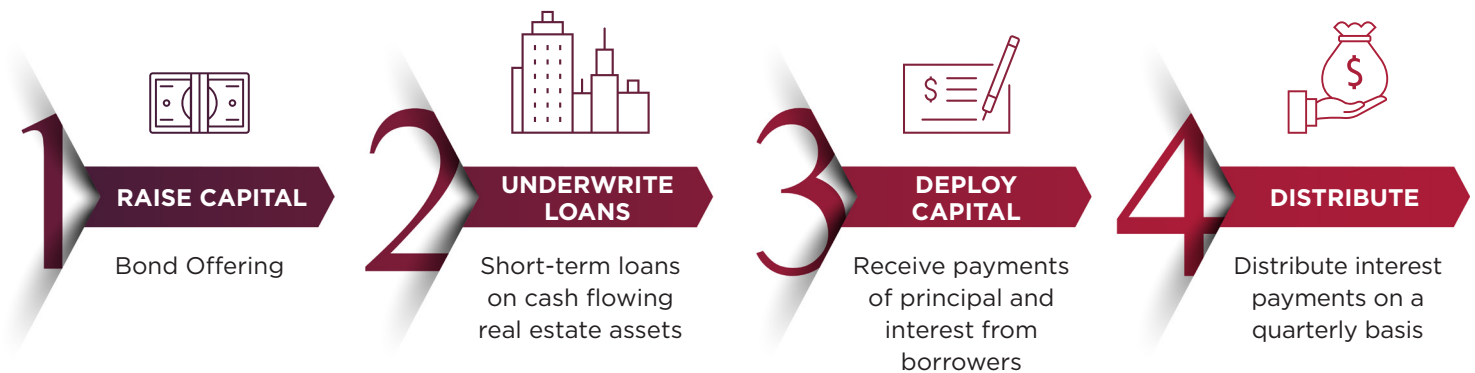 1
RAISE CAPITAL
Bond Offering
2
UNDERWRITE
LOANS
Short-term loans
on cash flowing
real estate assets
3
$
DEPLOY
CAPITAL
Receive payments
of principal and
interest from
borrowers
4
$
DISTRIBUTE
Distribute interest
payments on a
quarterly basis